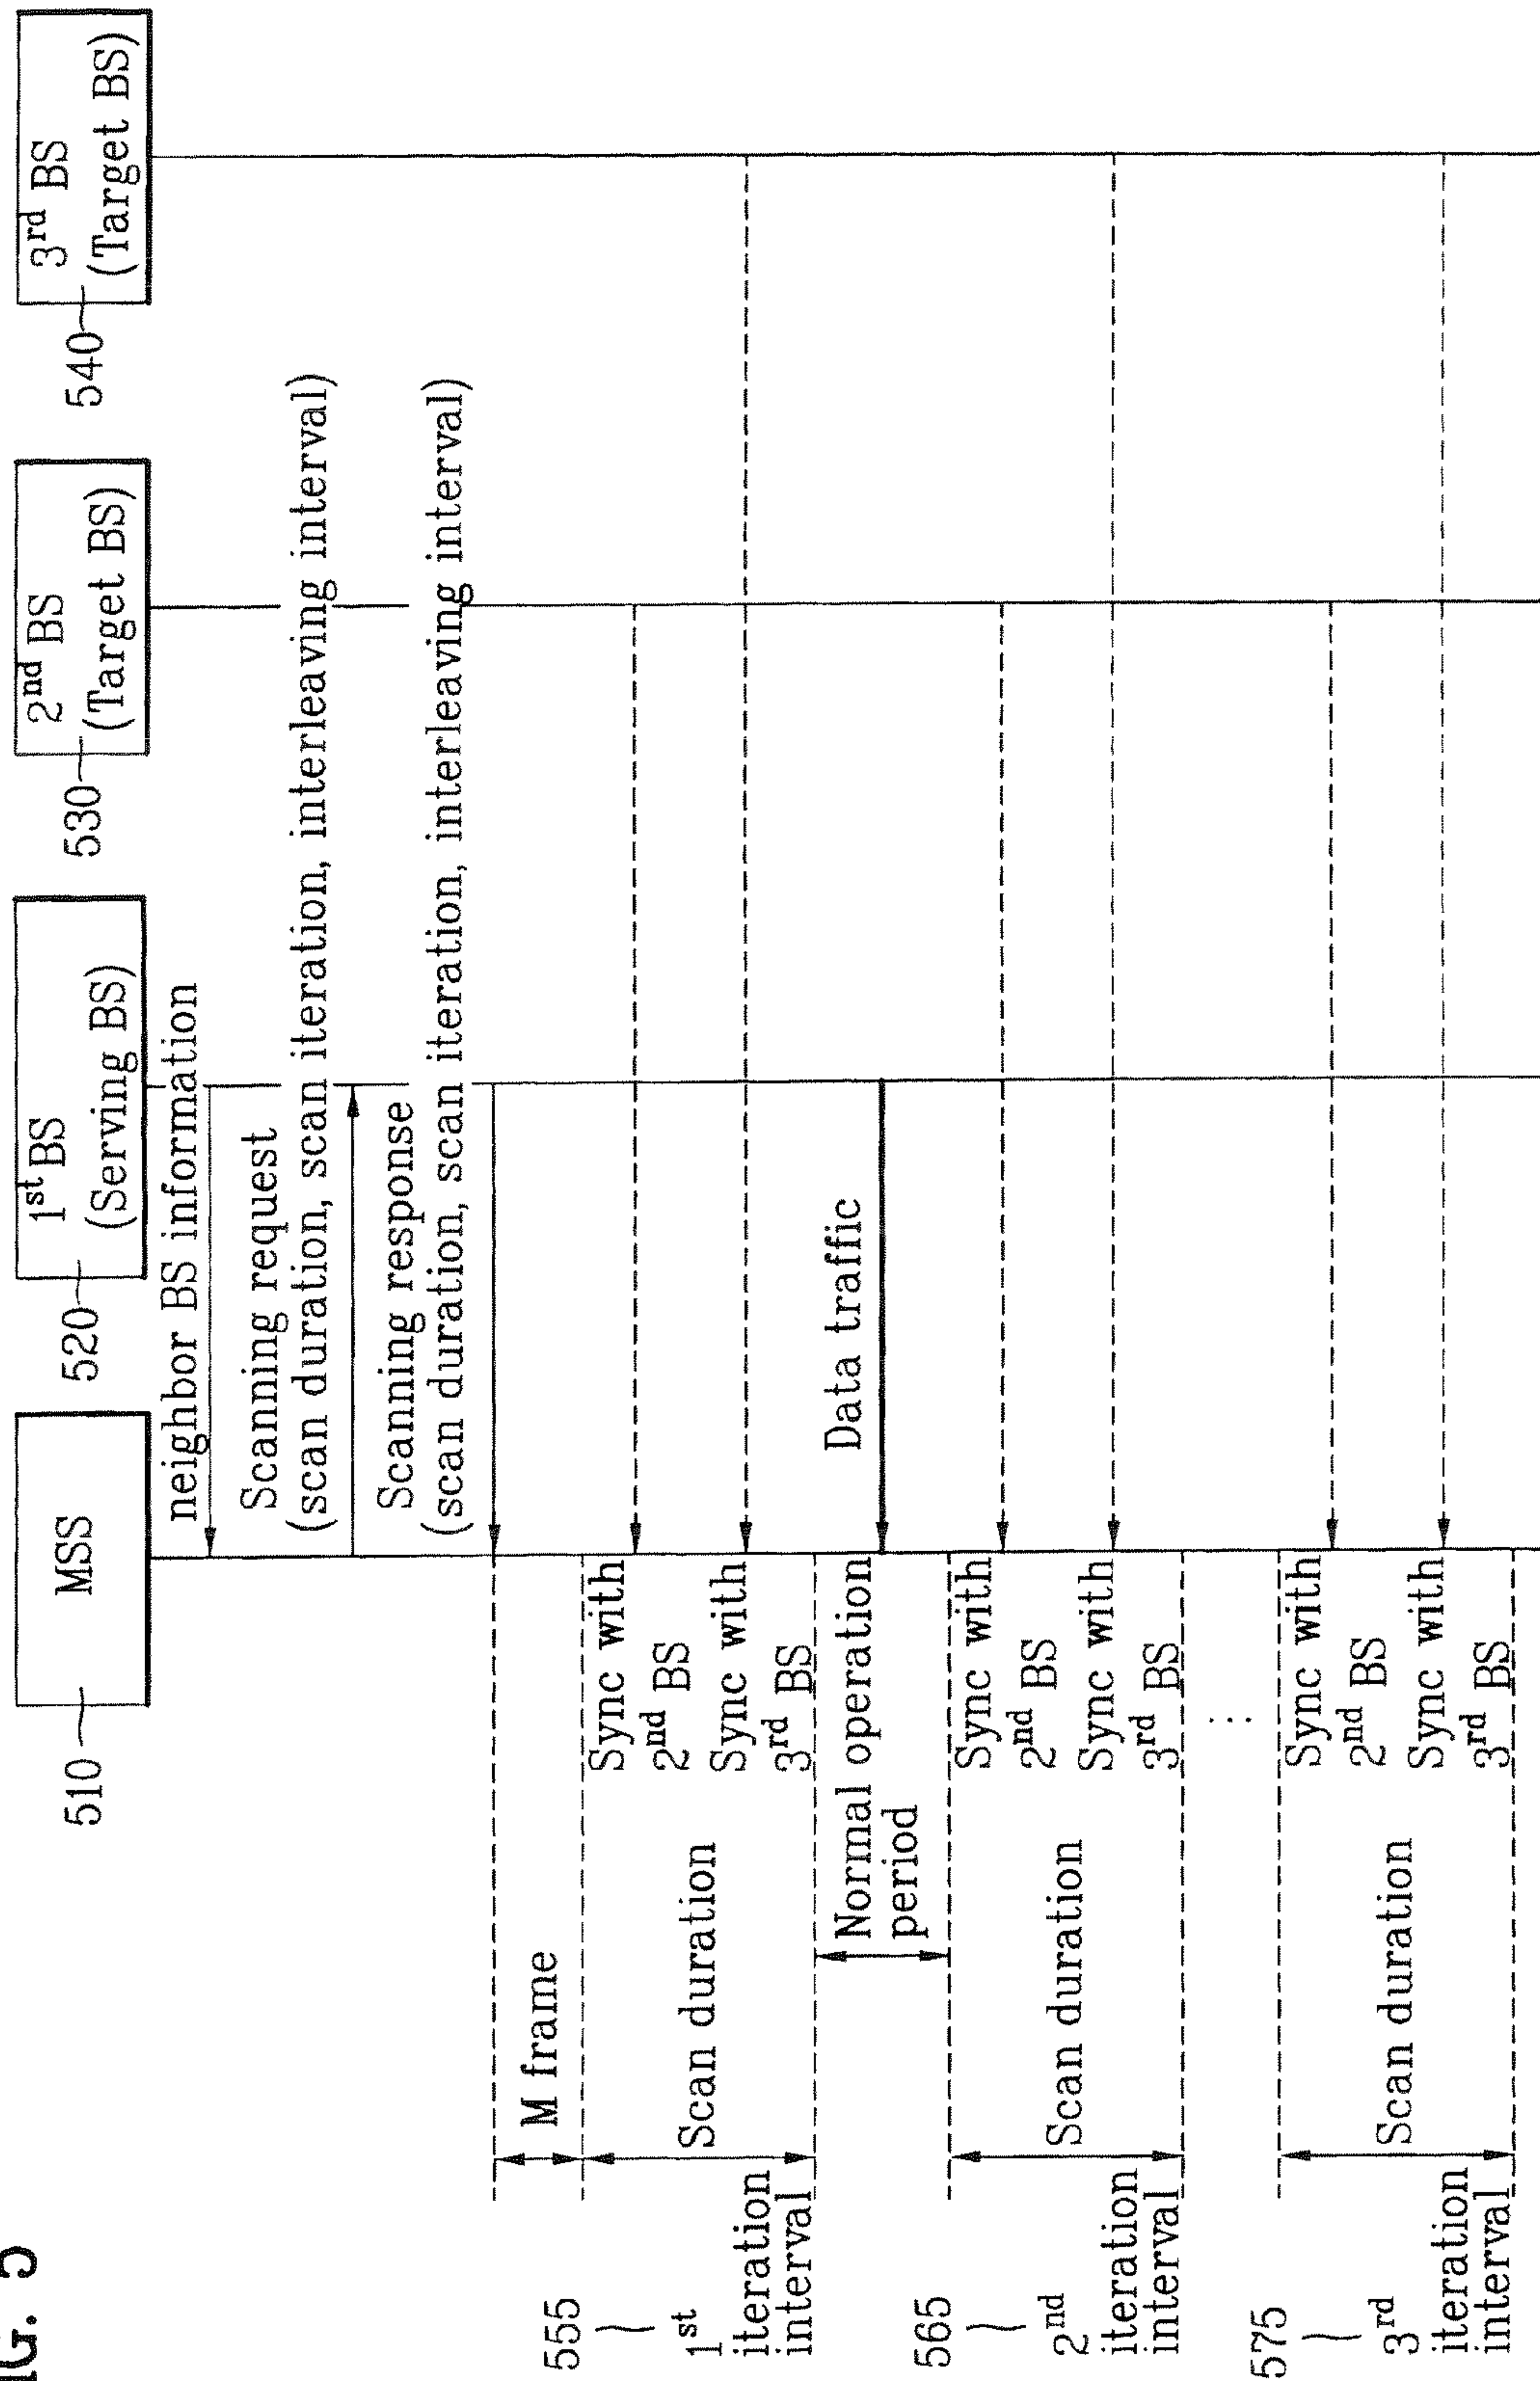 FIG. 5
510
MSS
520
1st BS
(Serving BS)
530
2nd BS
(Target BS)
540
3rd BS
(Target BS)
neighbor BS information
Scanning request
(scan duration, scan iteration, interleaving interval)
Scanning response
(scan duration, scan iteration, interleaving interval)
M frame
555
1st
iteration
interval
Scan duration
Sync with
2nd BS
Sync with
3rd BS
Normal operation
period
Data traffic
565
2nd
iteration
interval
Scan duration
Sync with
2nd BS
Sync with
3rd BS
...
575
3rd
iteration
interval
Scan duration
Sync with
2nd BS
Sync with
3rd BS